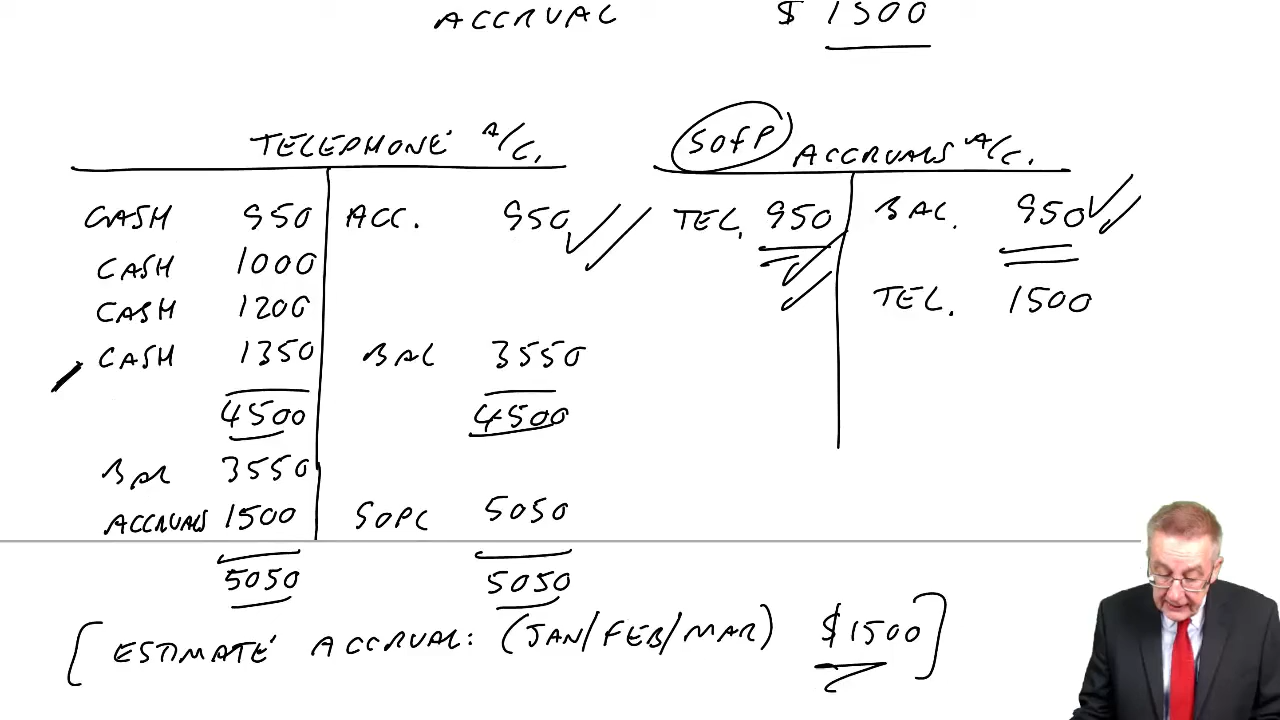 ACCRUAL $ 1500
TELEPHONE A/C.
CASH 950 ACC. 950
CASH 1000
CASH 1200
CASH 1350 BAL 3550
4500 4500
BAL 3550
ACCRUALS 1500 SOPL 5050
5050 5050
SOFP ACCRUALS A/C.
TEL. 950 BAL. 950
TEL. 1500
[ESTIMATE ACCRUAL: (JAN/FEB/MAR) $1500]